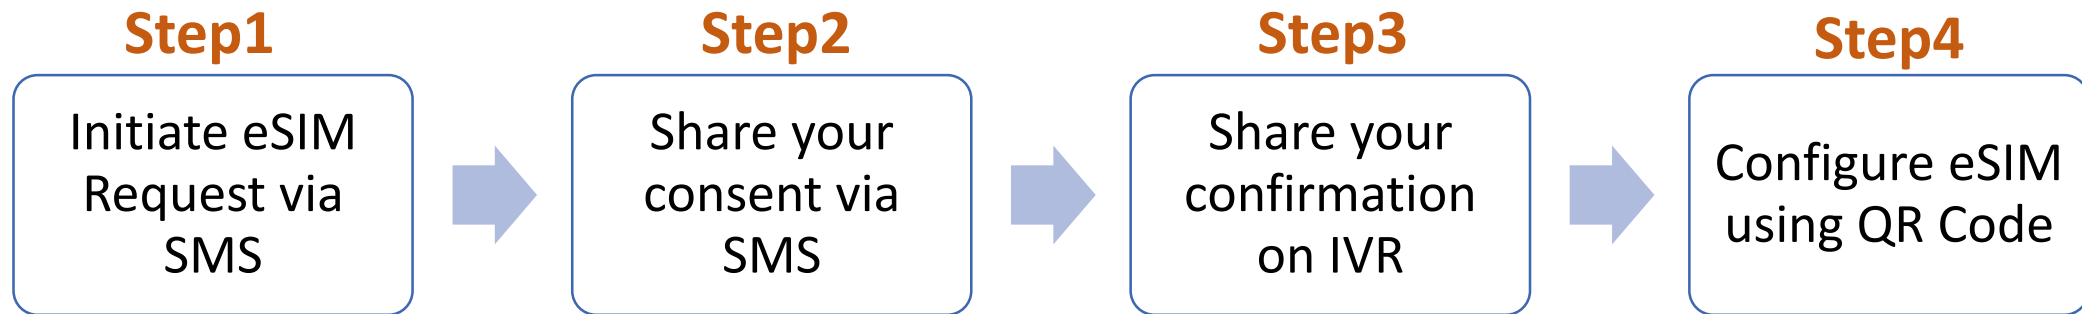 Step1
Initiate eSIM
Request via
SMS
Step2
Share your
consent via
SMS
Step3
Share your
confirmation
on IVR
Step4
Configure eSIM
using QR Code